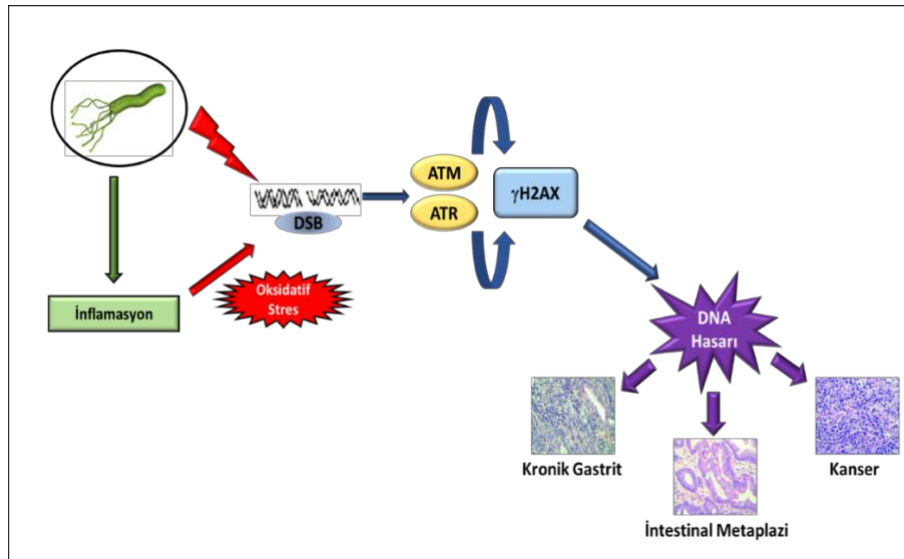 ATM
ATR
γH2AX
DSB
İnflamasyon
Oksidatif
Stres
DNA
Hasarı
Kronik Gastrit
İntestinal Metaplazi
Kanser